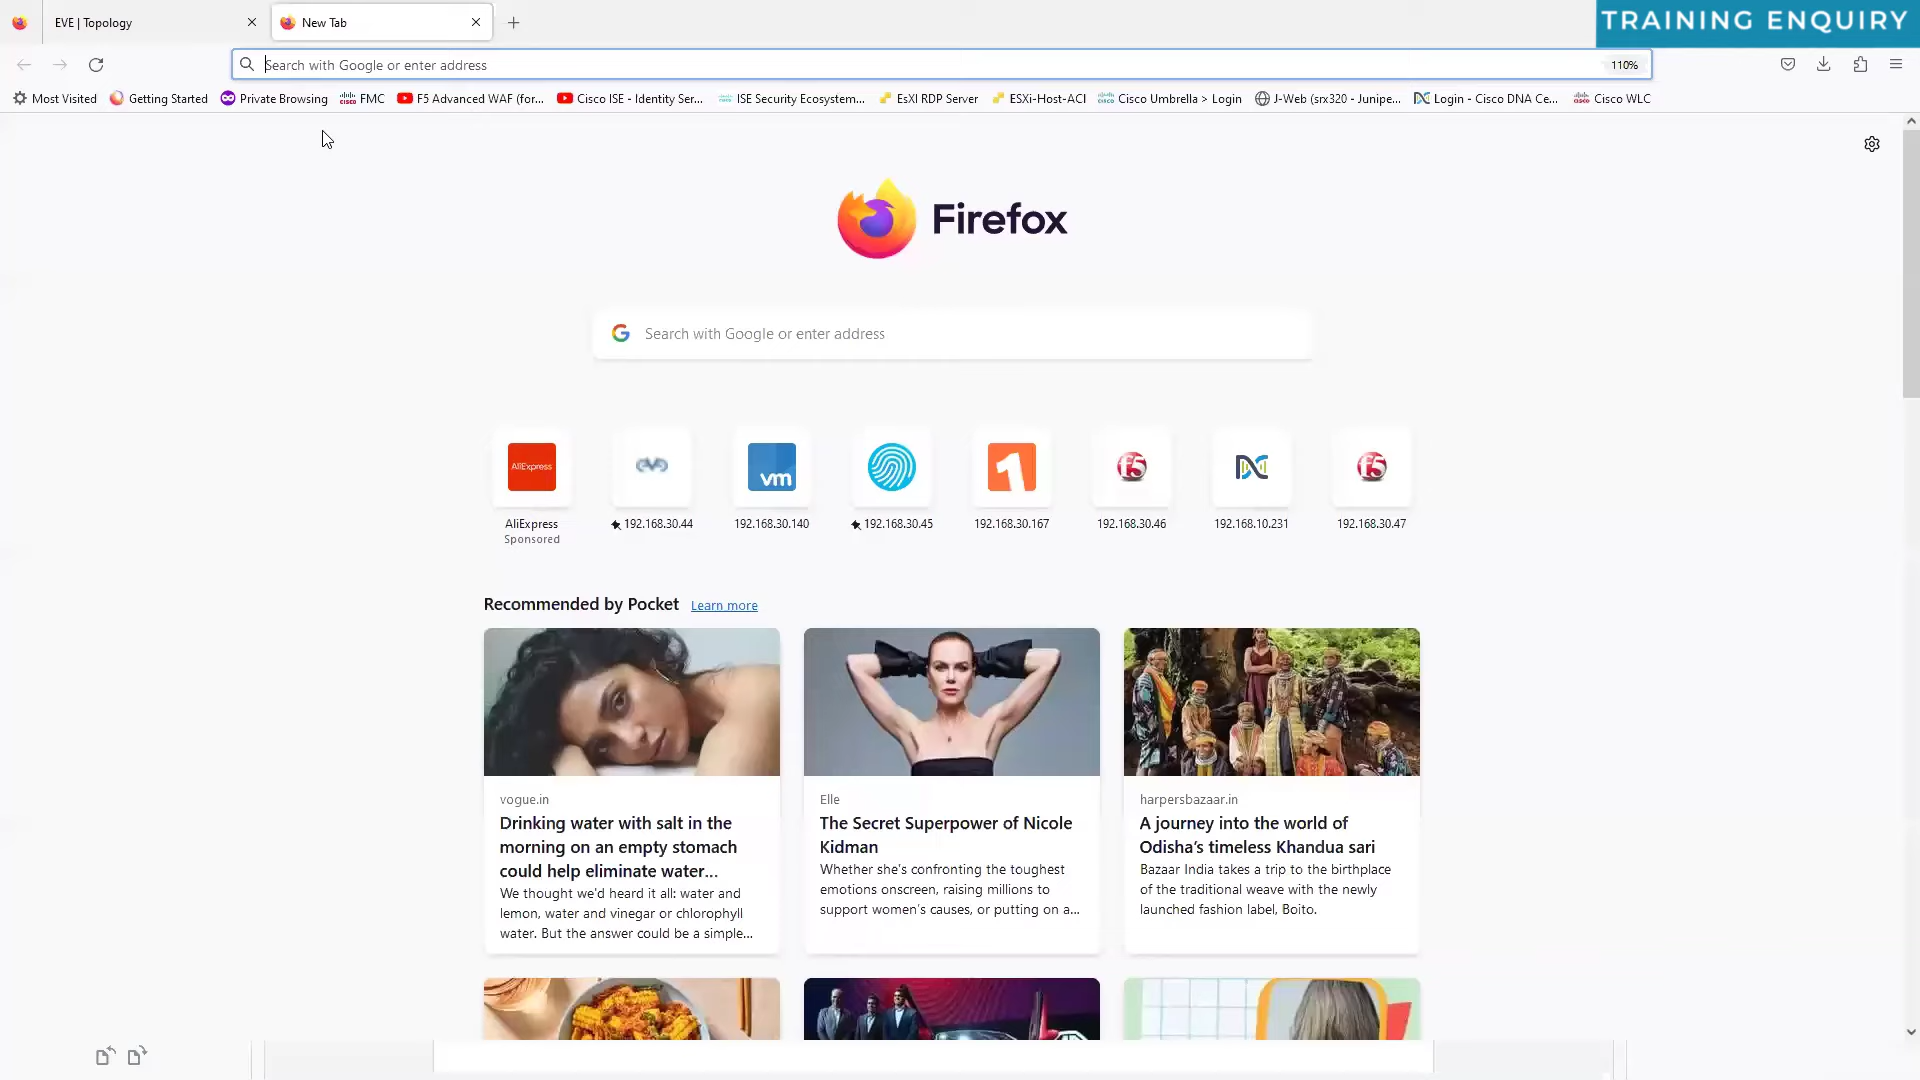 EVE | Topology
New Tab
TRAINING ENQUIRY
Search with Google or enter address
110%
Most Visited
Getting Started
Private Browsing
FMC
F5 Advanced WAF (for...
Cisco ISE - Identity Ser...
ISE Security Ecosystem...
EsXI RDP Server
ESXi-Host-ACI
Cisco Umbrella > Login
J-Web (srx320 - Junipe...
Login - Cisco DNA Ce...
Cisco WLC
Firefox
Search with Google or enter address
AliExpress
vm
1
f5
f5
AliExpress
Sponsored
192.168.30.44
192.168.30.140
192.168.30.45
192.168.30.167
192.168.30.46
192.168.10.231
192.168.30.47
Recommended by Pocket Learn more
vogue.in
Drinking water with salt in the
morning on an empty stomach
could help eliminate water...
We thought we'd heard it all: water and
lemon, water and vinegar or chlorophyll
water. But the answer could be a simple...
Elle
The Secret Superpower of Nicole
Kidman
Whether she's confronting the toughest
emotions onscreen, raising millions to
support women's causes, or putting on a...
harpersbazaar.in
A journey into the world of
Odisha’s timeless Khandua sari
Bazaar India takes a trip to the birthplace
of the traditional weave with the newly
launched fashion label, Boito.